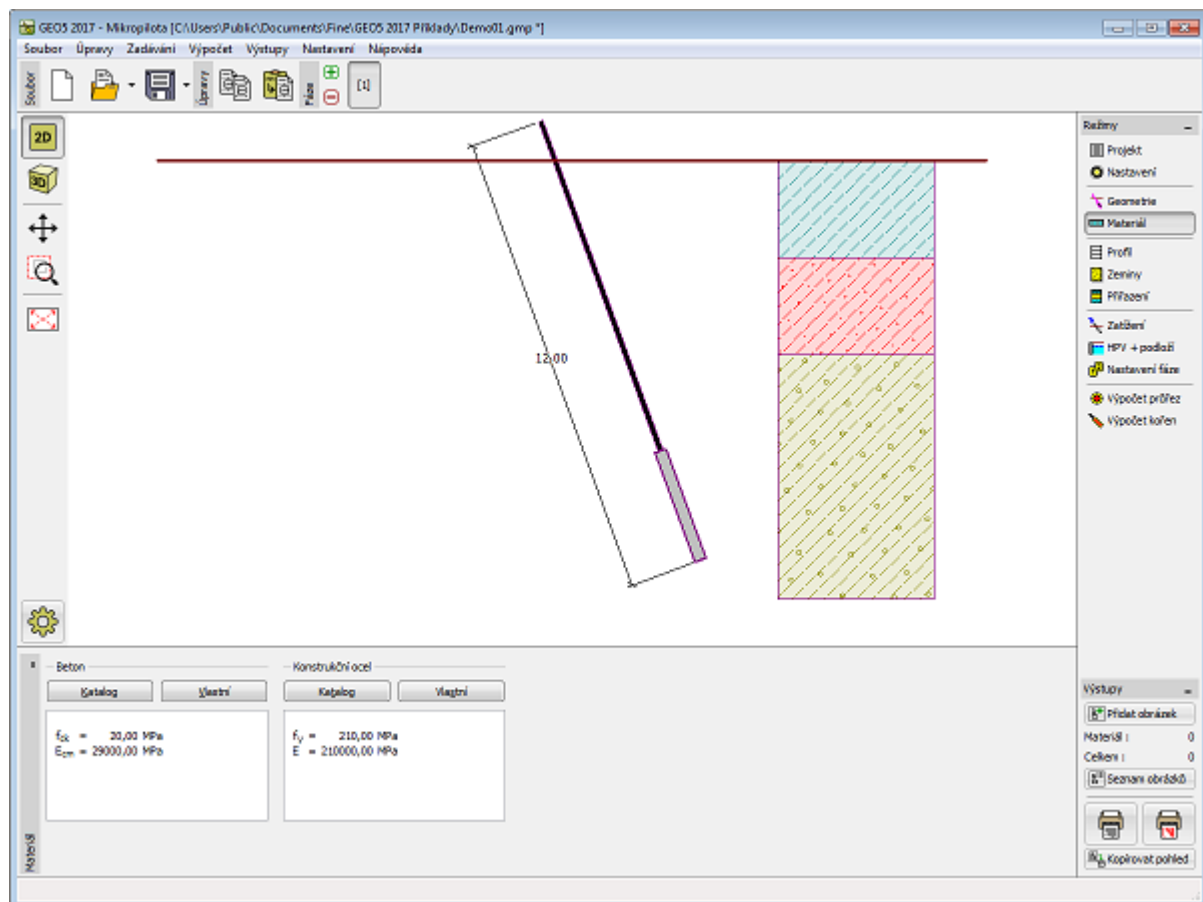 GEO5 2017 - Mikropilota [C:\Users\Public\Documents\Fine\GEO5 2017 Příklady\Demo01.gmp *]
Soubor Úpravy Zadávání Výpočet Výstupy Nastavení Nápověda
Soubor
Úpravy
Fáze
[1]
2D
3D
12,00
Režimy
Projekt
Nastavení
Geometrie
Materiál
Profil
Zeminy
Přiřazení
Zatížení
HPV + podloží
Nastavení fáze
Výpočet průřez
Výpočet kořen
Beton
Katalog Vlastní
fck = 20,00 MPa
Ecm = 29000,00 MPa
Konstrukční ocel
Katalog Vlastní
fy = 210,00 MPa
E = 210000,00 MPa
Materiál
Výstupy
Přidat obrázek
Materiál : 0
Celkem : 0
Seznam obrázků
Kopírovat pohled